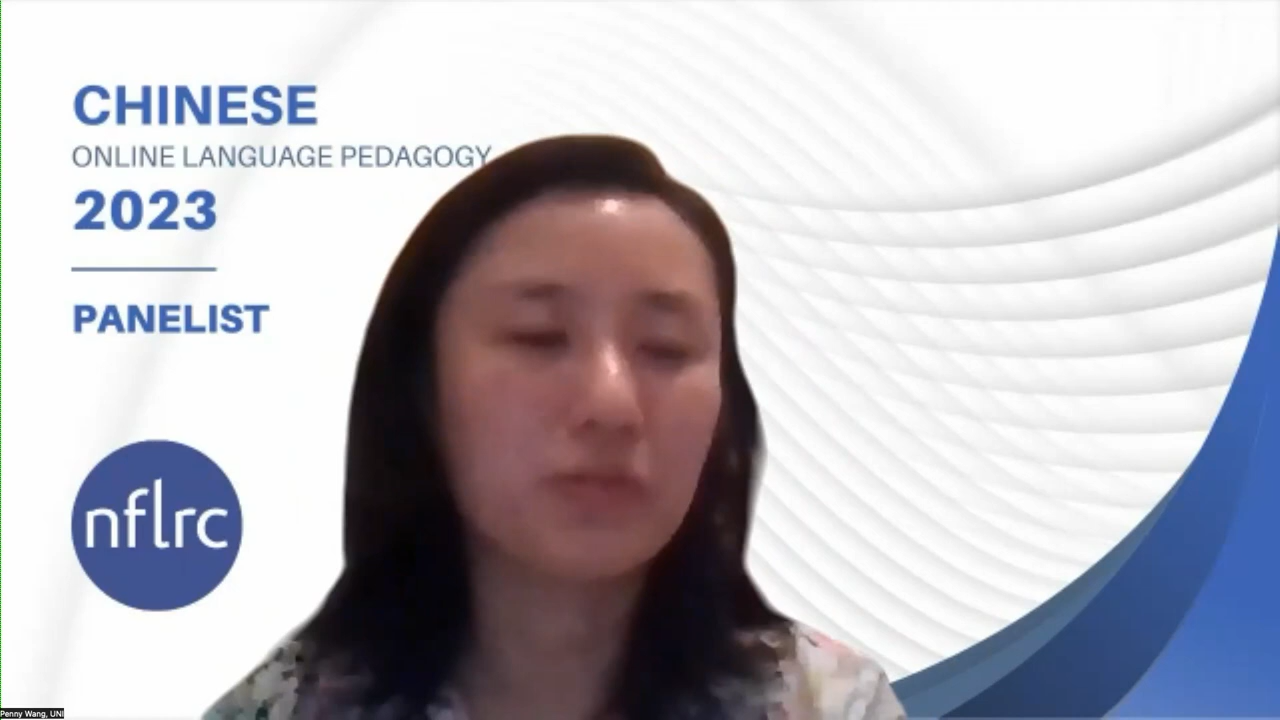 CHINESE
ONLINE LANGUAGE PEDAGOGY
2023
PANELIST
nflrc
Penny Wang, UNI